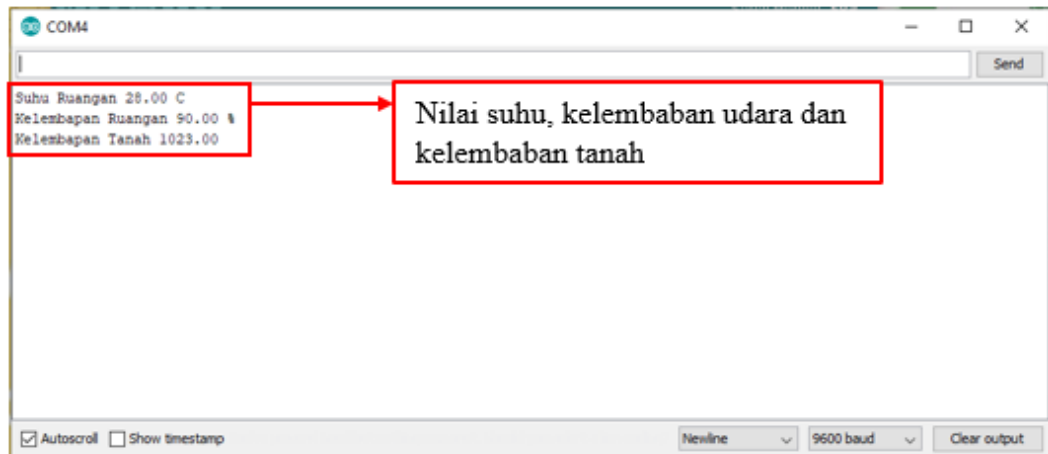 COM4
Send
Suhu Ruangan 28.00 C
Kelembapan Ruangan 90.00 %
Kelembapan Tanah 1023.00
Nilai suhu, kelembaban udara dan
kelembaban tanah
Autoscroll Show timestamp Newline 9600 baud Clear output